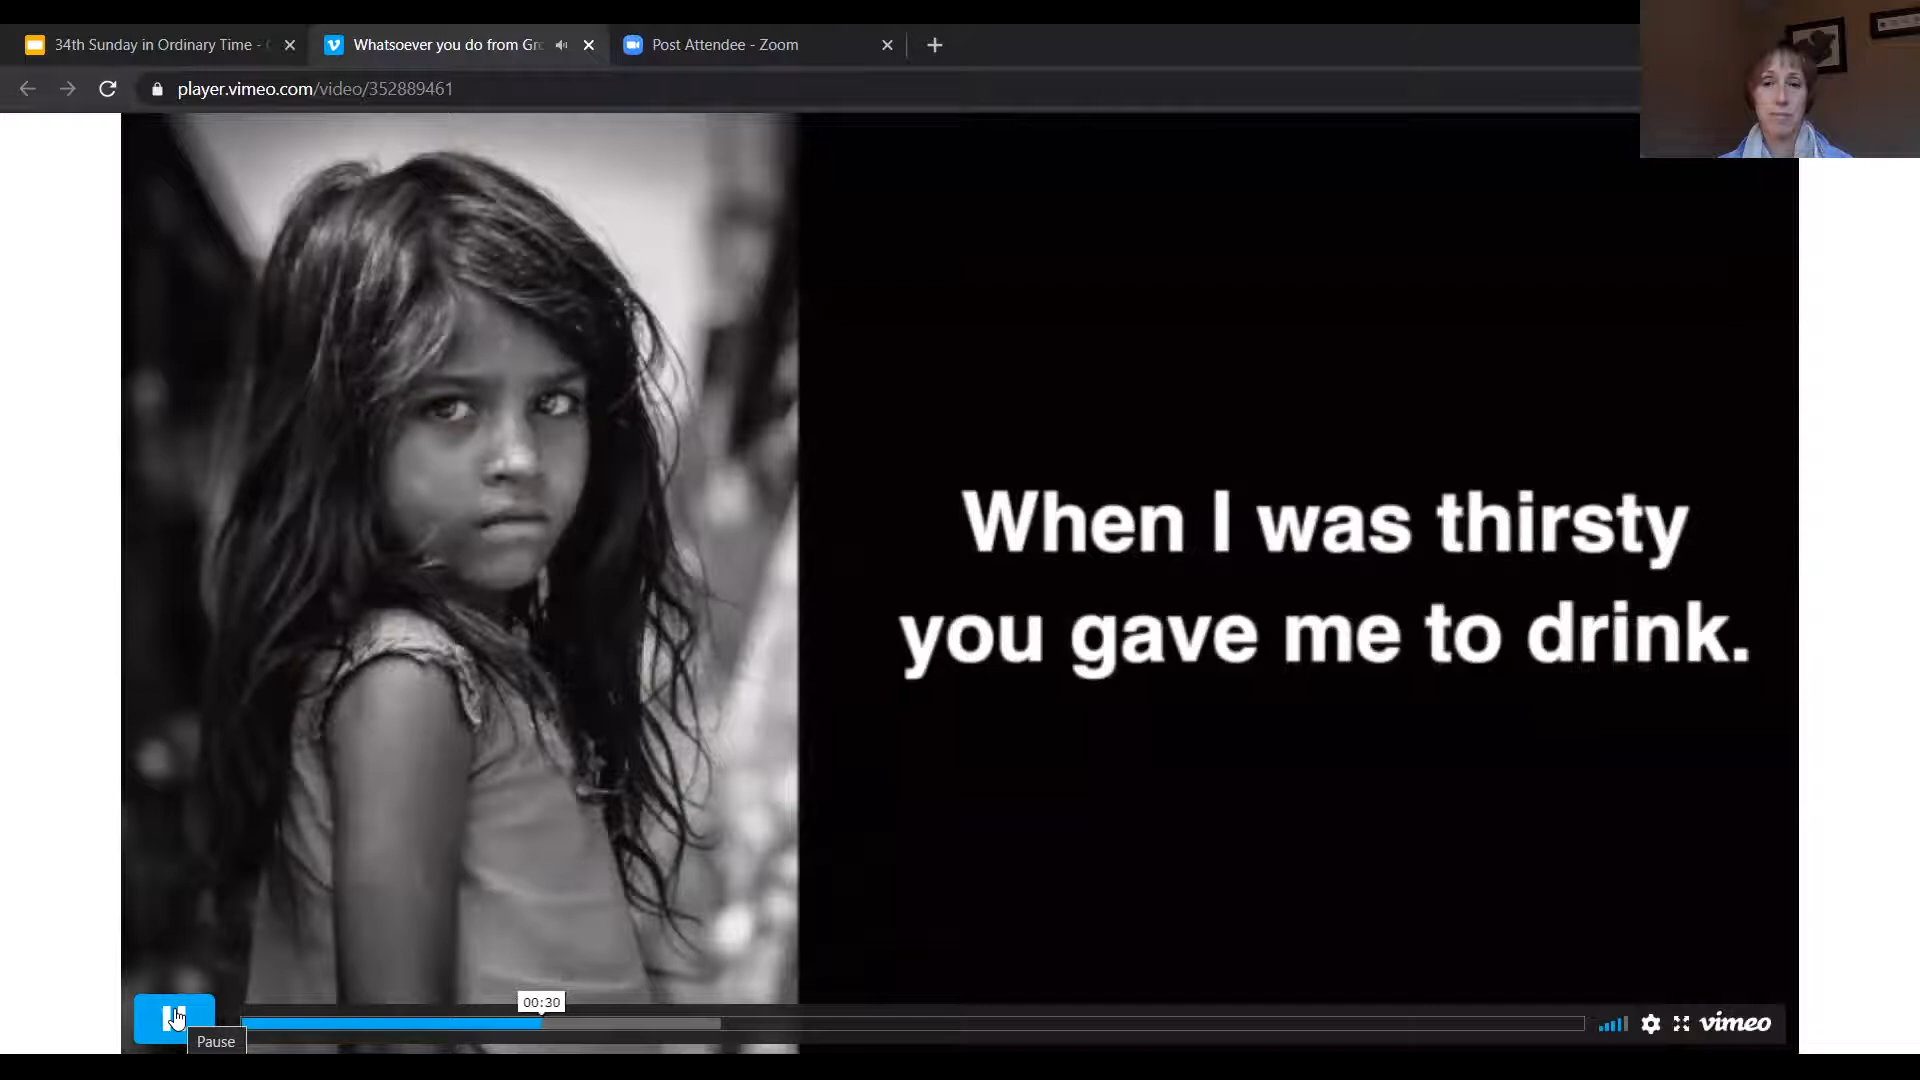 34th Sunday in Ordinary Time -
Whatsoever you do from Gr
Post Attendee - Zoom
player.vimeo.com/video/352889461
When I was thirsty
you gave me to drink.
00:30
Pause
vimeo